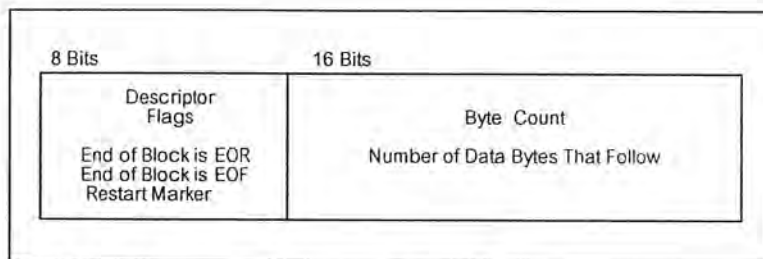 8 Bits
16 Bits
Descriptor
Flags
End of Block is EOR
End of Block is EOF
Restart Marker
Byte Count
Number of Data Bytes That Follow